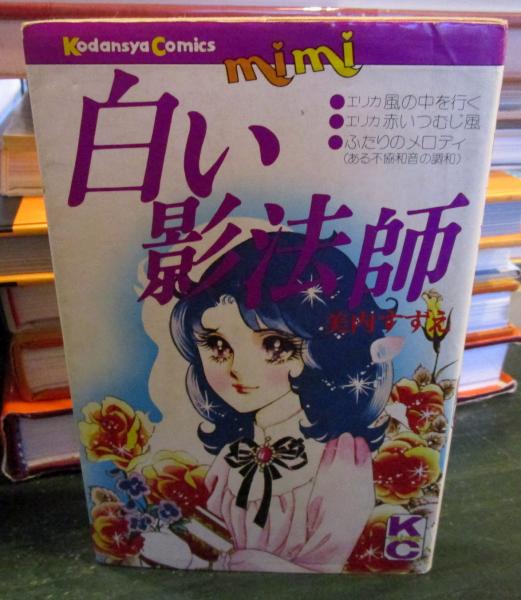 Kodansya Comics
mimi
●エリカ 風の中を行く
●エリカ 赤いつむじ風
●ふたりのメロディ
(ある不協和音の調和)
白い
影法師
美内すずえ
KC